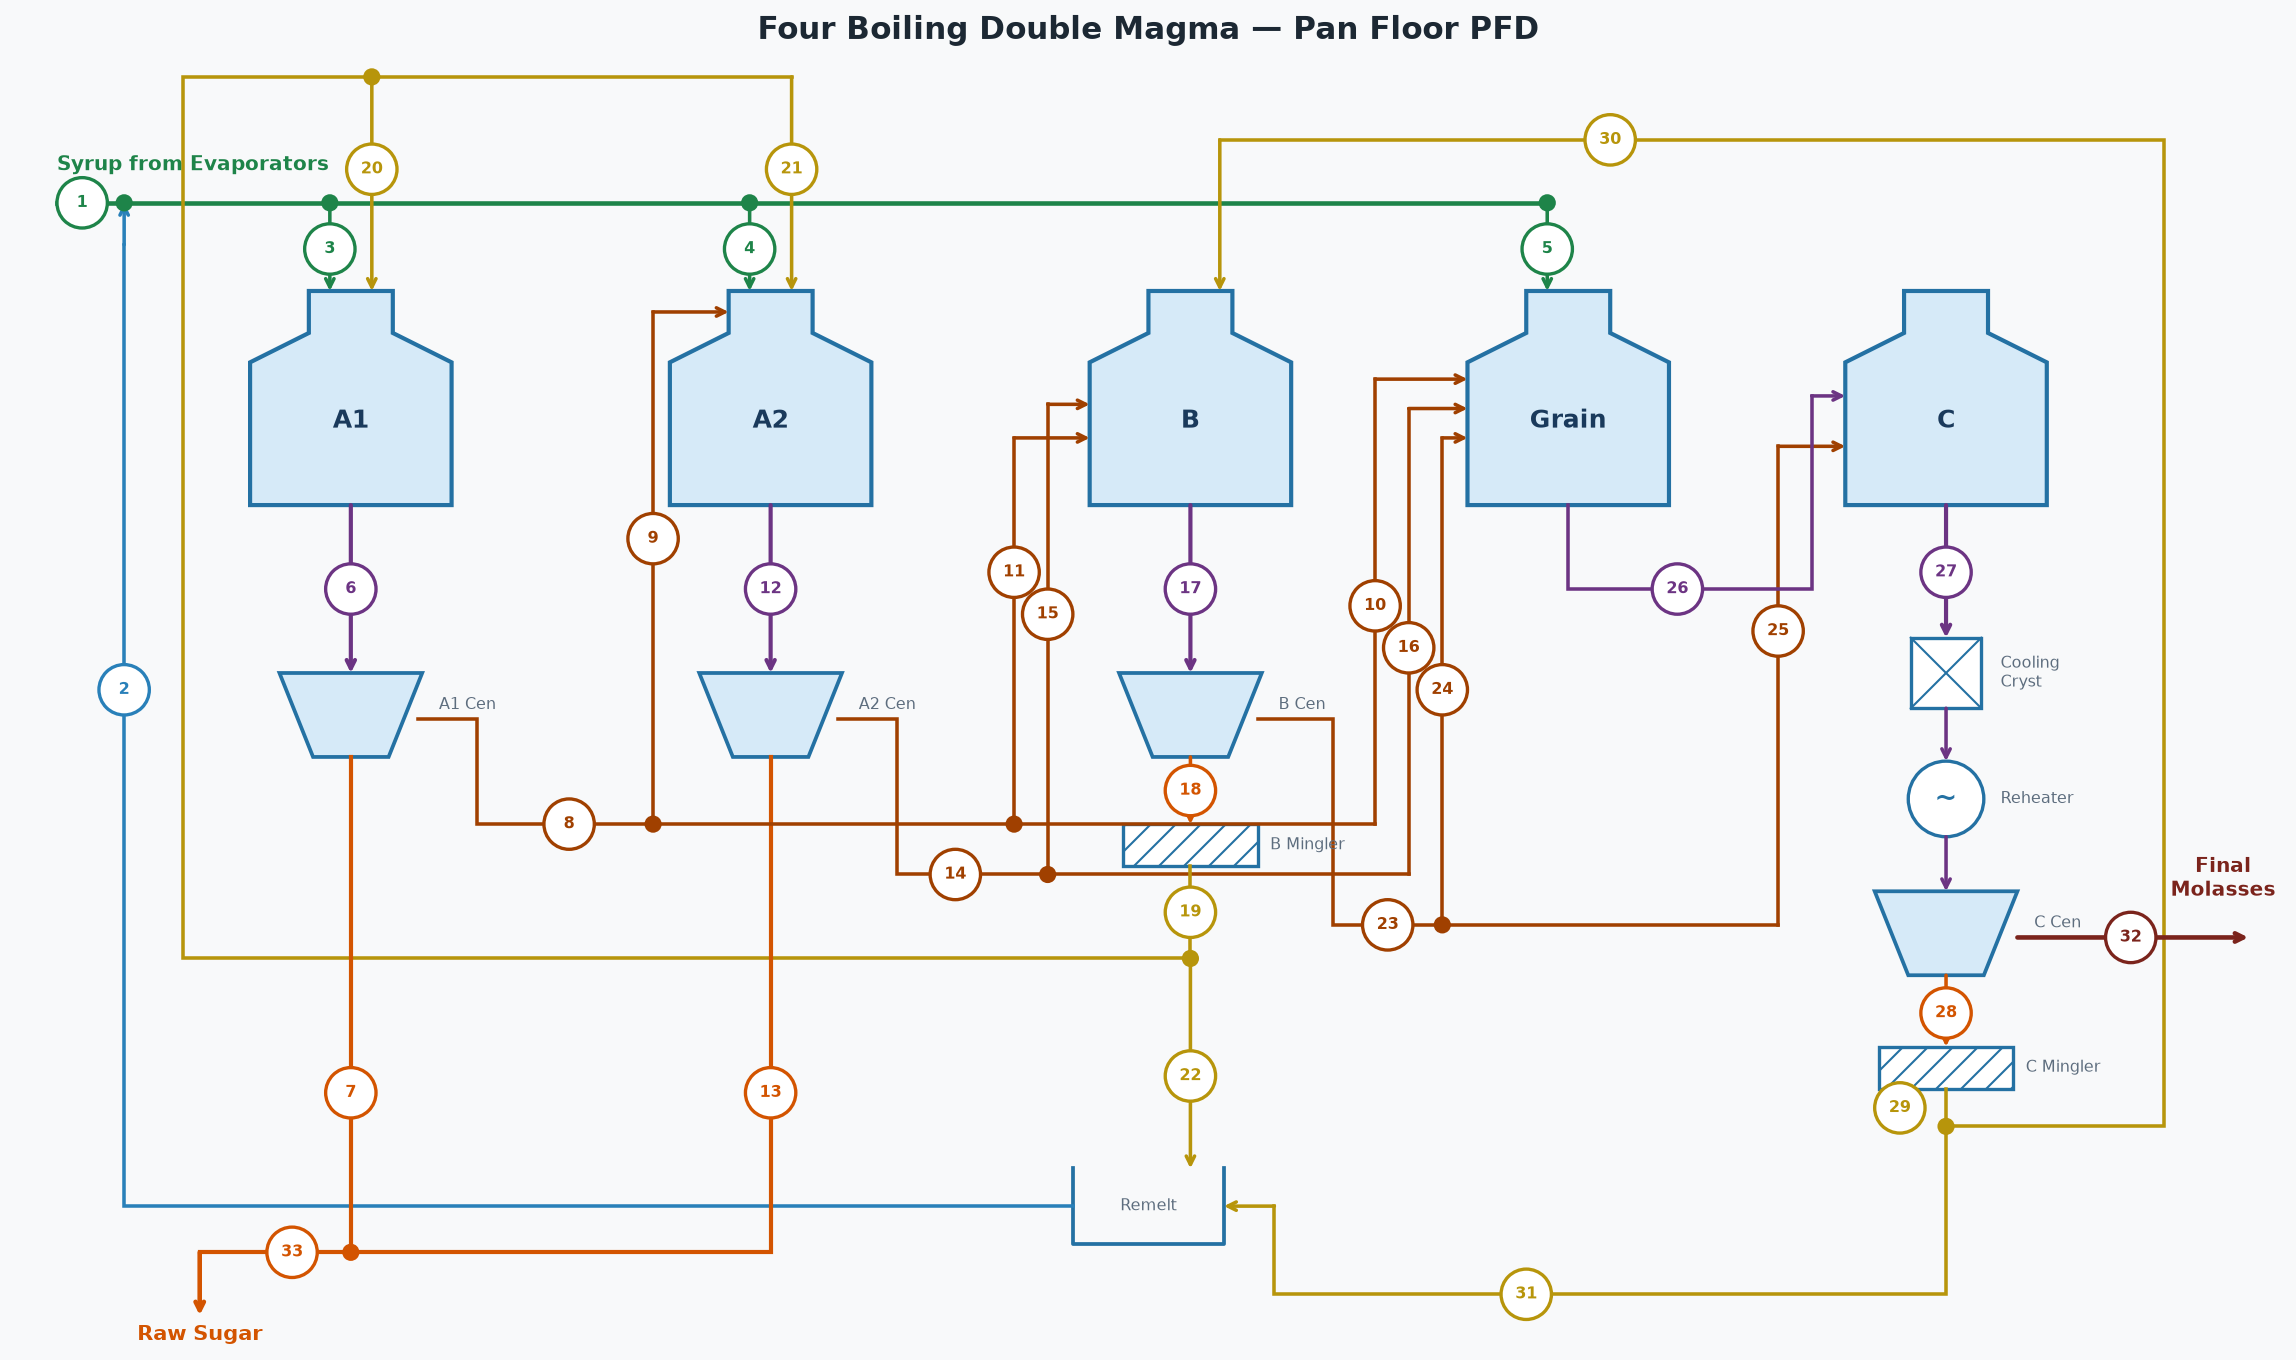 Four Boiling Double Magma — Pan Floor PFD
30
Syrup from Evaporators
20
21
1
3
4
5
A1
A2
B
Grain
C
9
11
27
6
12
17
26
10
15
25
16
Cooling
Cryst
2
24
A1 Cen
A2 Cen
B Cen
18
~
Reheater
8
B Mingler
14
Final
Molasses
19
23
C Cen
32
28
C Mingler
22
7
13
29
Remelt
33
31
Raw Sugar